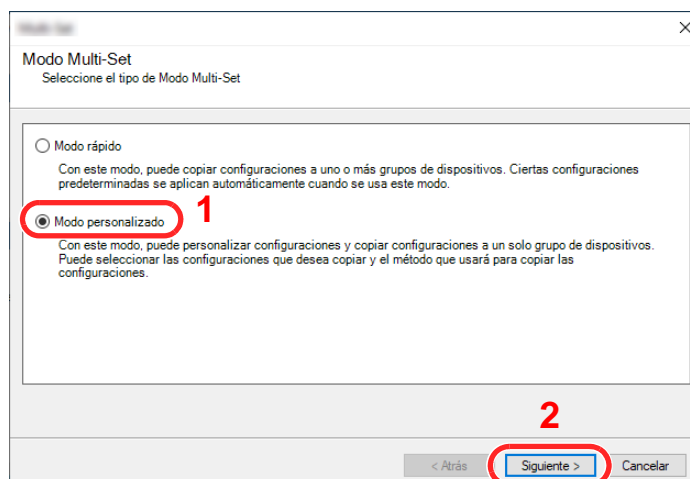 Modo Multi-Set
Seleccione el tipo de Modo Multi-Set
Modo rápido
Con este modo, puede copiar configuraciones a uno o más grupos de dispositivos. Ciertas configuraciones
predeterminadas se aplican automáticamente cuando se usa este modo.
Modo personalizado
1
Con este modo, puede personalizar configuraciones y copiar configuraciones a un solo grupo de dispositivos.
Puede seleccionar las configuraciones que desea copiar y el método que usará para copiar las
configuraciones.
2
< Atrás Siguiente > Cancelar